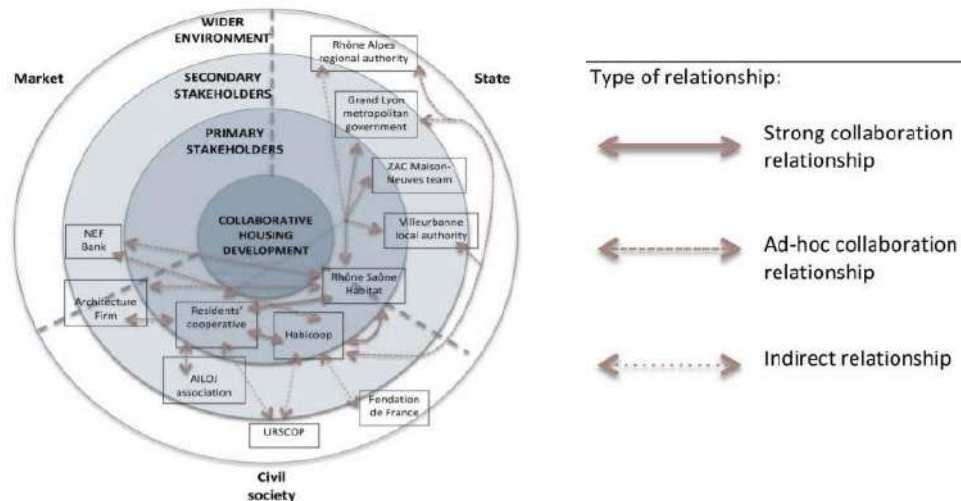 WIDER
ENVIRONMENT
Rhône Alpes
regional authority
Market
State
SECONDARY
STAKEHOLDERS
Grand Lyon
metropolitan
government
PRIMARY
STAKEHOLDERS
ZAC Maison-
Neuves team
COLLABORATIVE
HOUSING
DEVELOPMENT
Villeurbanne
local authority
NEF
Bank
Rhône Saône
Habitat
Architecture
Firm
Residents'
cooperative
Habicoop
AILOJ
association
Fondation
de France
URSCOP
Civil
society
Type of relationship:
Strong collaboration
relationship
Ad-hoc collaboration
relationship
Indirect relationship